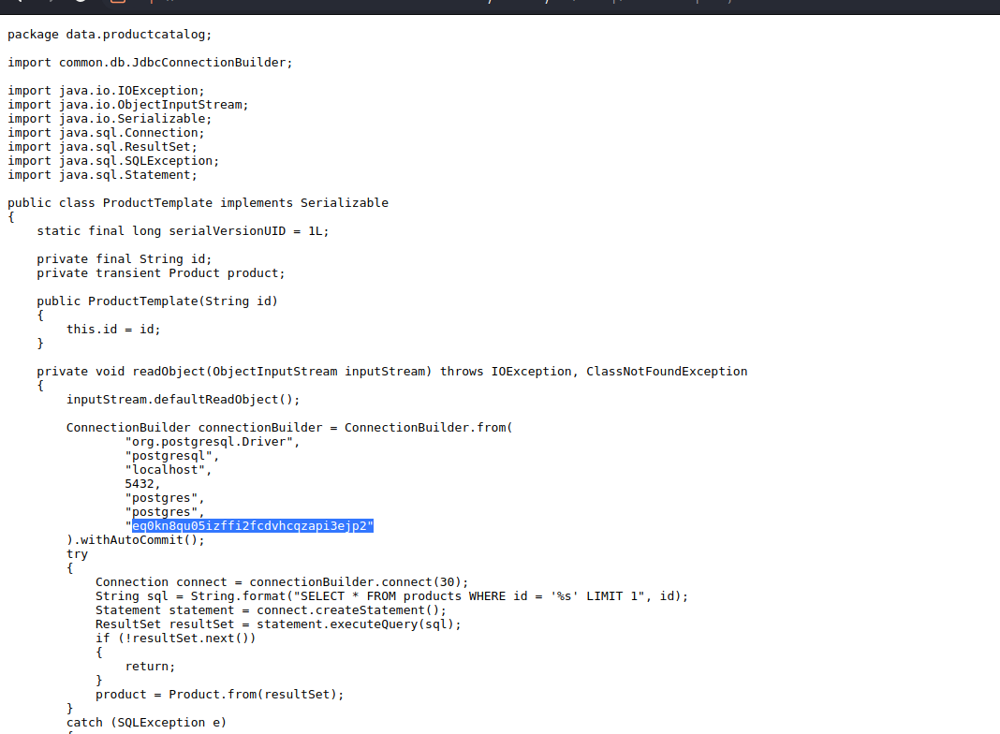 package data.productcatalog;
import common.db.JdbcConnectionBuilder;
import java.io.IOException;
import java.io.ObjectInputStream;
import java.io.Serializable;
import java.sql.Connection;
import java.sql.ResultSet;
import java.sql.SQLException;
import java.sql.Statement;
public class ProductTemplate implements Serializable
{
    static final long serialVersionUID = 1L;
    private final String id;
    private transient Product product;
    public ProductTemplate(String id)
    {
        this.id = id;
    }
    private void readObject(ObjectInputStream inputStream) throws IOException, ClassNotFoundException
    {
        inputStream.defaultReadObject();
        ConnectionBuilder connectionBuilder = ConnectionBuilder.from(
                "org.postgresql.Driver",
                "postgresql",
                "localhost",
                5432,
                "postgres",
                "postgres",
                "eq0kn8qu05izffi2fcdvhcqzapi3ejp2"
        ).withAutoCommit();
        try
        {
            Connection connect = connectionBuilder.connect(30);
            String sql = String.format("SELECT * FROM products WHERE id = '%s' LIMIT 1", id);
            Statement statement = connect.createStatement();
            ResultSet resultSet = statement.executeQuery(sql);
            if (!resultSet.next())
            {
                return;
            }
            product = Product.from(resultSet);
        }
        catch (SQLException e)
        {